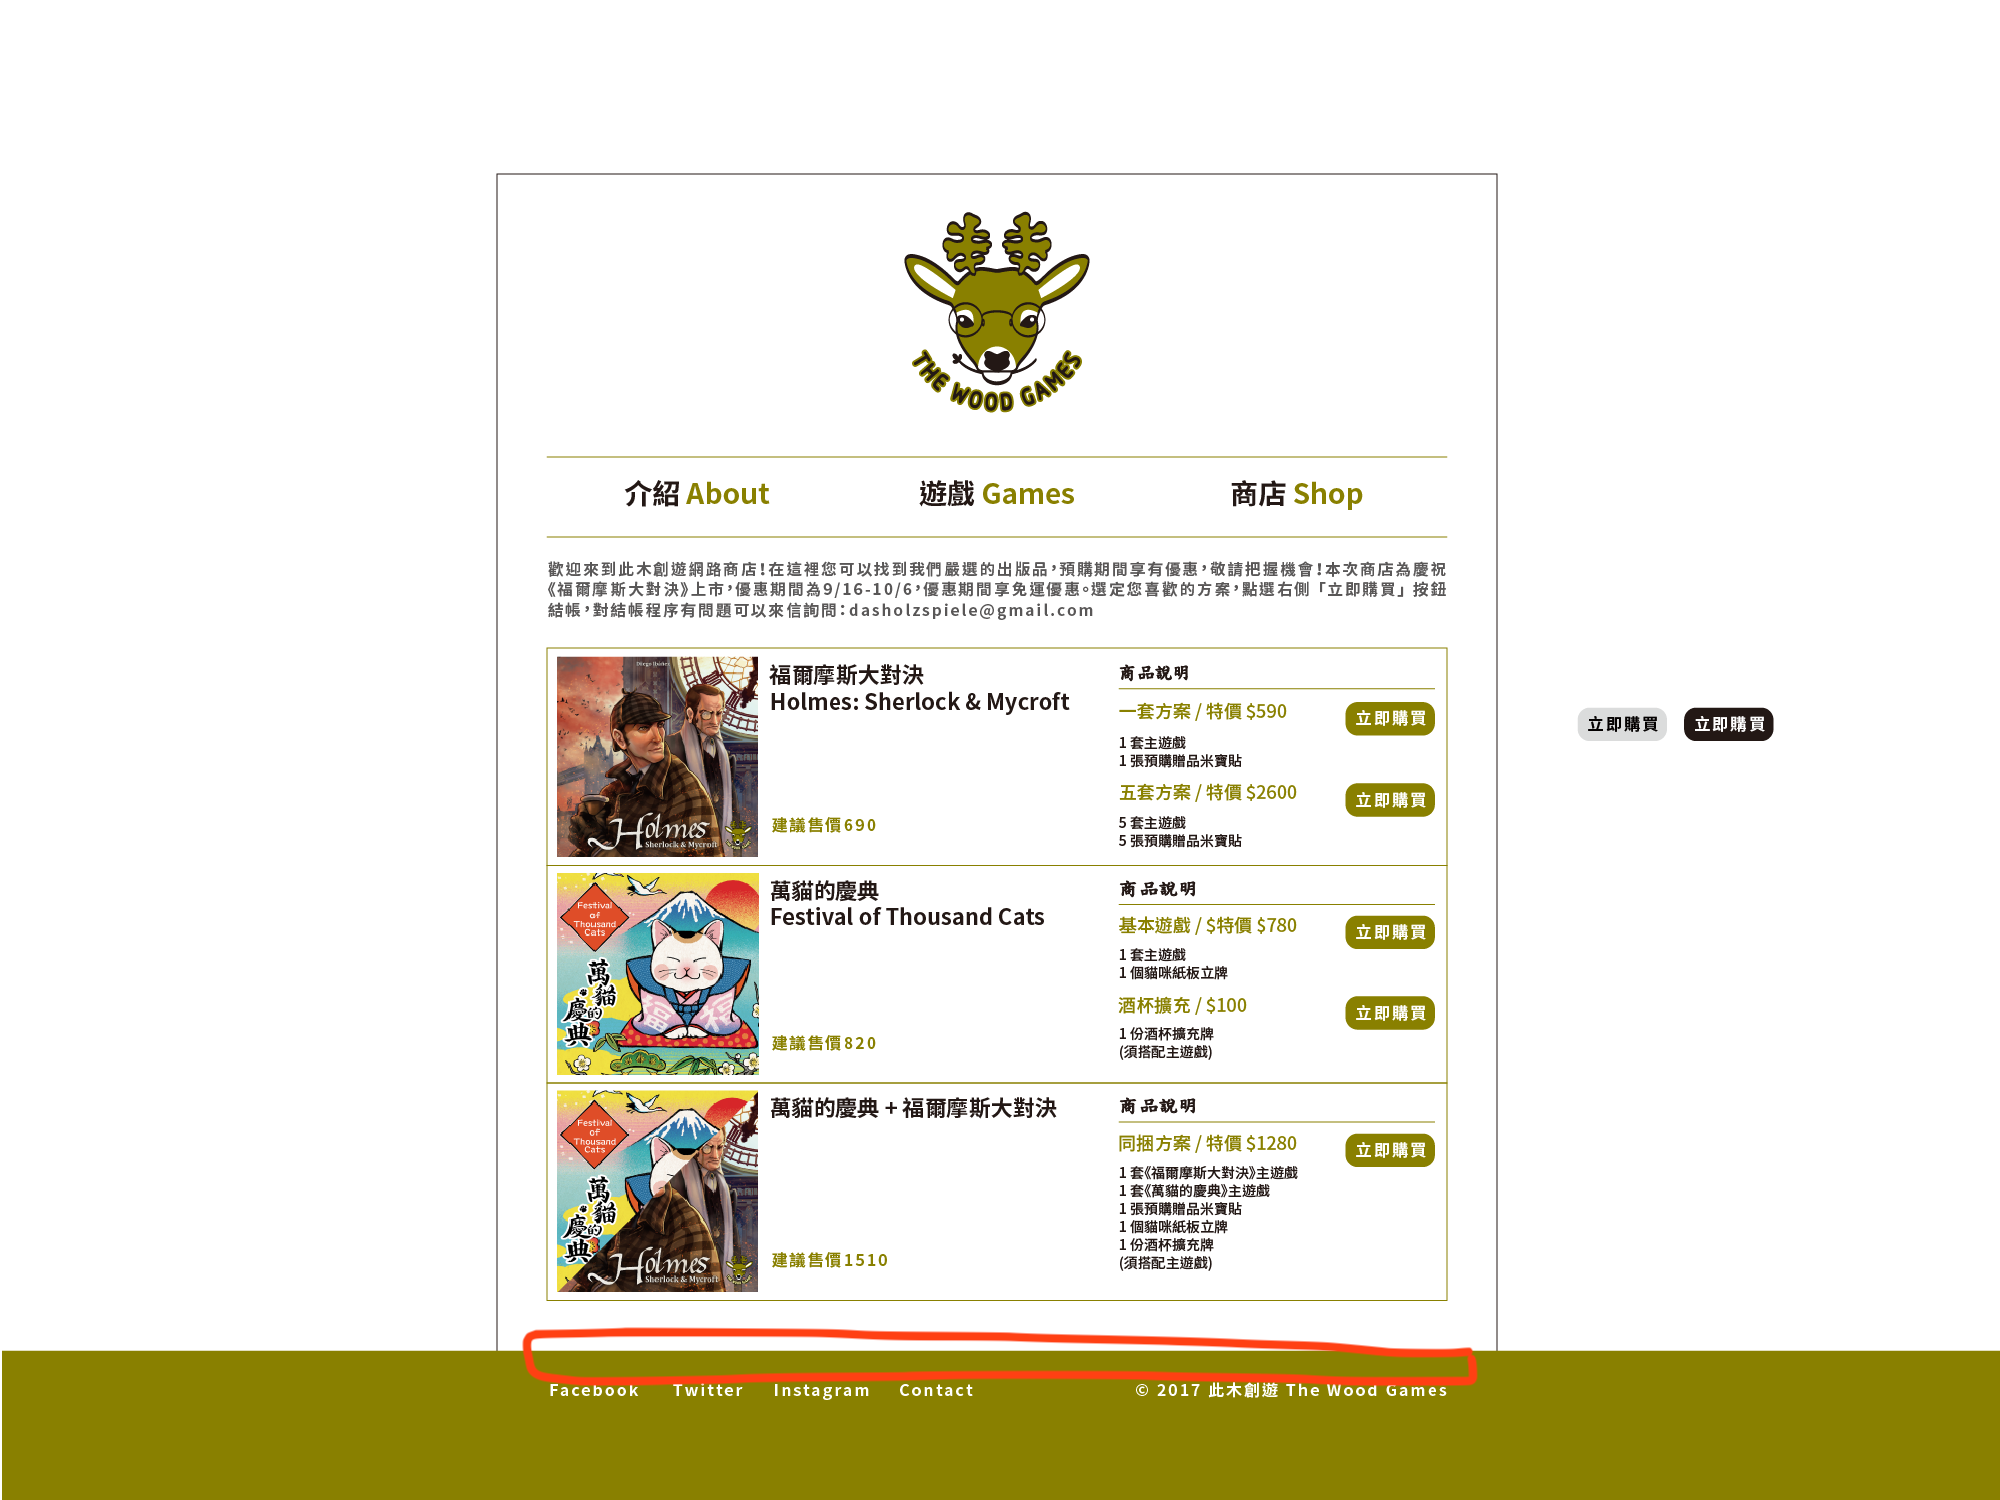 THE WOOD GAMES
介紹 About
遊戲 Games
商店 Shop
歡迎來到此木創遊網路商店！在這裡您可以找到我們嚴選的出版品，預購期間享有優惠，敬請把握機會！本次商店為慶祝
《福爾摩斯大對決》上市，優惠期間為9/16-10/6，優惠期間享免運優惠。選定您喜歡的方案，點選右側「立即購買」按鈕
結帳，對結帳程序有問題可以來信詢問：dasholzspiele@gmail.com
Diego Ibáñez
Holmes
Sherlock & Mycroft
福爾摩斯大對決
Holmes: Sherlock & Mycroft
建議售價690
商品說明
一套方案 / 特價 $590
立即購買
1 套主遊戲
1 張預購贈品米寶貼
五套方案 / 特價 $2600
立即購買
5 套主遊戲
5 張預購贈品米寶貼
立即購買
立即購買
Festival
of
Thousand
Cats
萬貓的慶典
福 福
萬貓的慶典
Festival of Thousand Cats
建議售價820
商品說明
基本遊戲 / $特價 $780
立即購買
1 套主遊戲
1 個貓咪紙板立牌
酒杯擴充 / $100
立即購買
1 份酒杯擴充牌
(須搭配主遊戲)
Festival
of
Thousand
Cats
萬貓的慶典
Holmes
Sherlock & Mycroft
萬貓的慶典 + 福爾摩斯大對決
建議售價1510
商品說明
同捆方案 / 特價 $1280
立即購買
1 套《福爾摩斯大對決》主遊戲
1 套《萬貓的慶典》主遊戲
1 張預購贈品米寶貼
1 個貓咪紙板立牌
1 份酒杯擴充牌
(須搭配主遊戲)
Facebook Twitter Instagram Contact
© 2017 此木創遊 The Wood Games